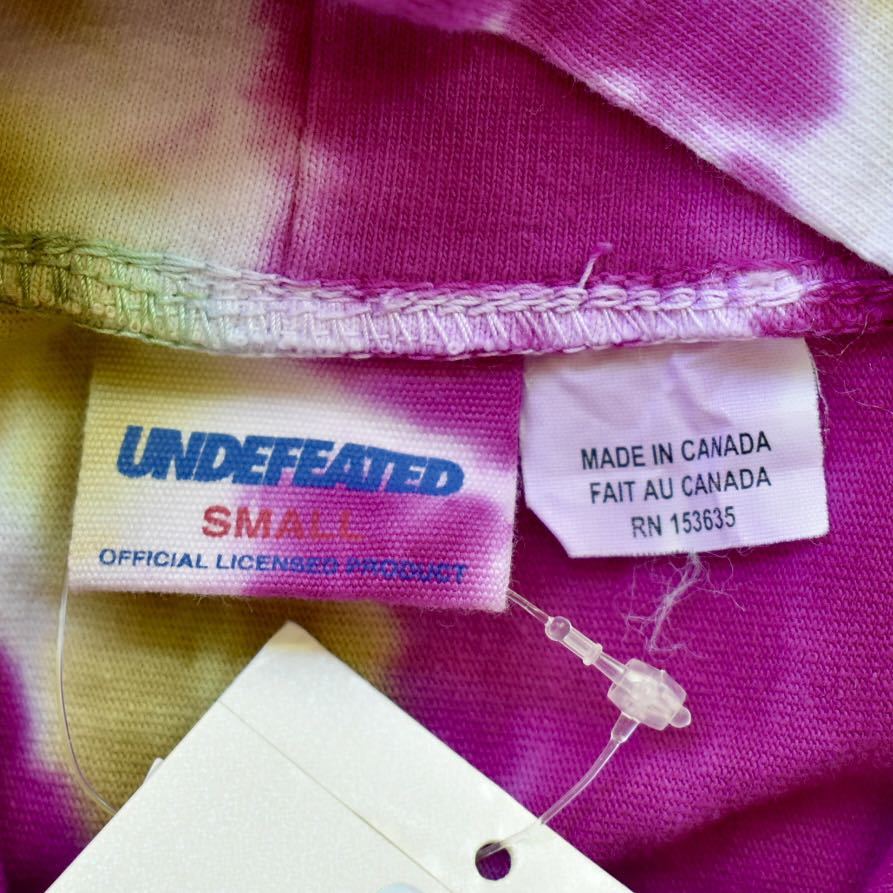 UNDEFEATED
SMALL
OFFICIAL LICENSED PRODUCT
MADE IN CANADA
FAIT AU CANADA
RN 153635